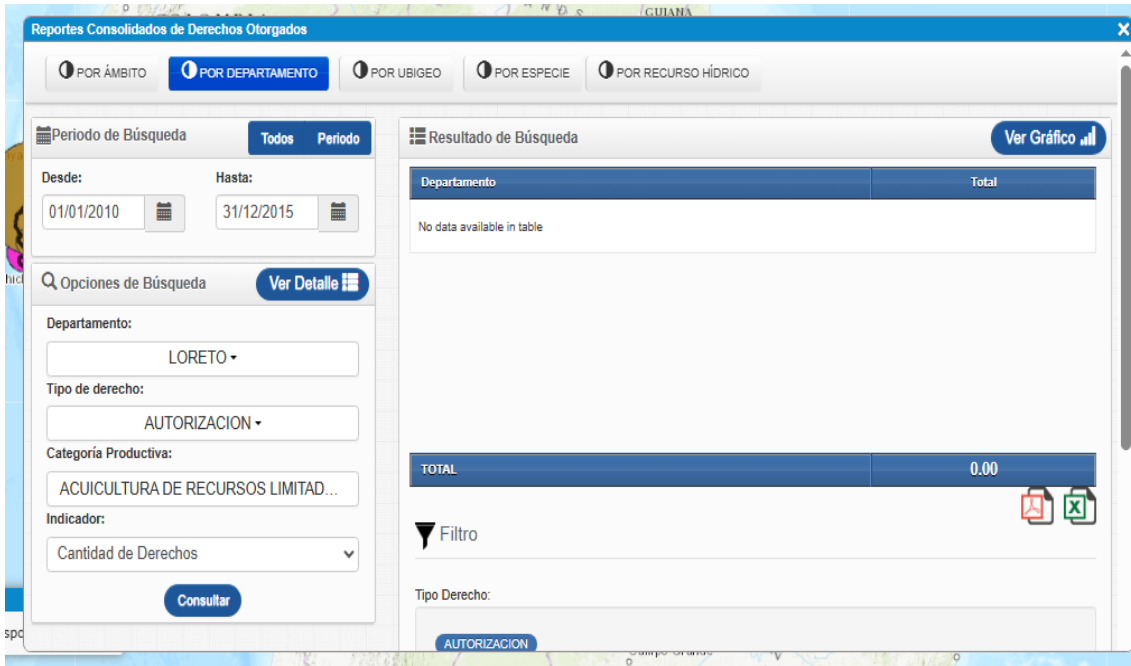 GUIANA
Reportes Consolidados de Derechos Otorgados
POR ÁMBITO
POR DEPARTAMENTO
POR UBIGEO
POR ESPECIE
POR RECURSO HÍDRICO
Periodo de Búsqueda
Todos
Periodo
Desde:
Hasta:
01/01/2010
31/12/2015
Opciones de Búsqueda
Ver Detalle
Departamento:
LORETO
Tipo de derecho:
AUTORIZACION
Categoría Productiva:
ACUICULTURA DE RECURSOS LIMITAD...
Indicador:
Cantidad de Derechos
Consultar
Resultado de Búsqueda
Ver Gráfico
Departamento
Total
No data available in table
TOTAL
0.00
Filtro
Tipo Derecho:
AUTORIZACION